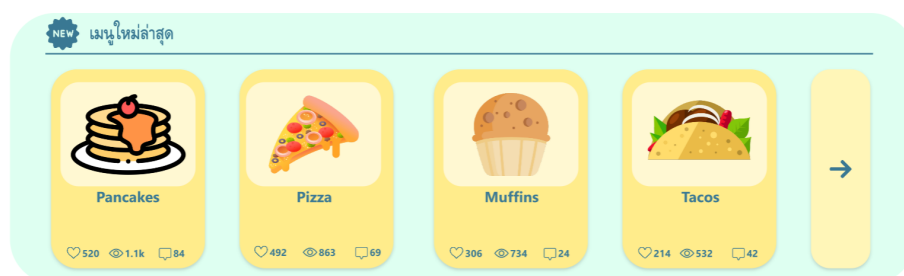 NEW เมนูใหม่ล่าสุด
Pancakes
520 1.1k 84
Pizza
492 863 69
Muffins
306 734 24
Tacos
214 532 42